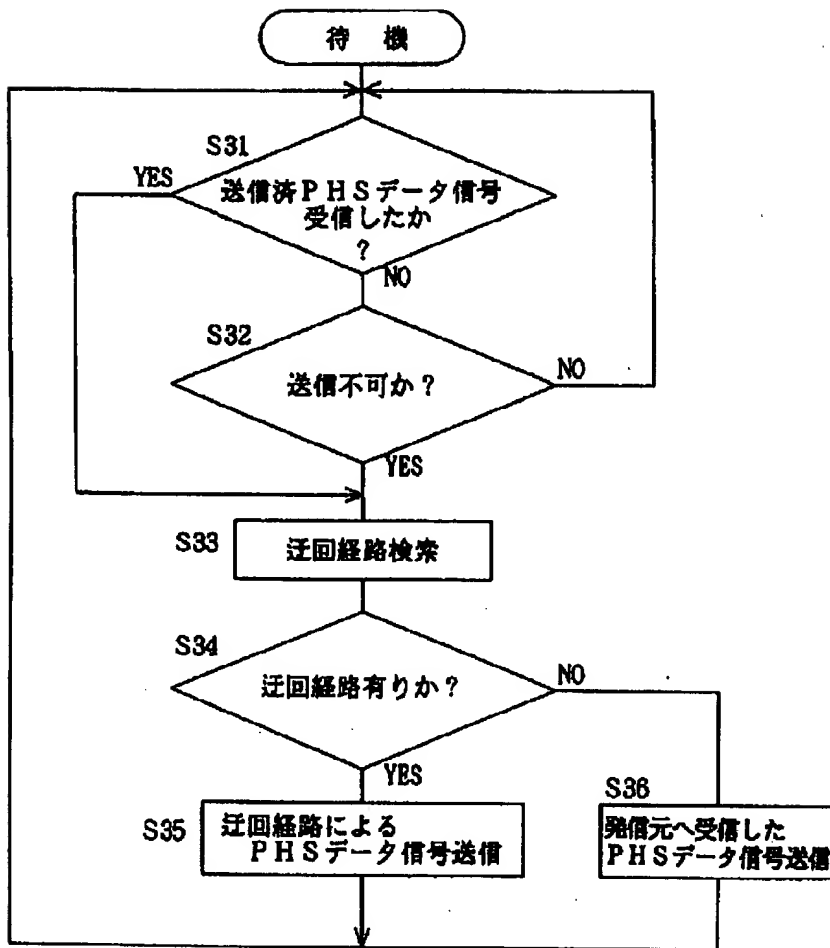 待 機
S31
YES
送信済PHSデータ信号
受信したか
?
NO
S32
送信不可か?
NO
YES
S33
迂回経路検索
S34
迂回経路有りか?
NO
YES
S35
迂回経路による
PHSデータ信号送信
S36
発信元へ受信した
PHSデータ信号送信